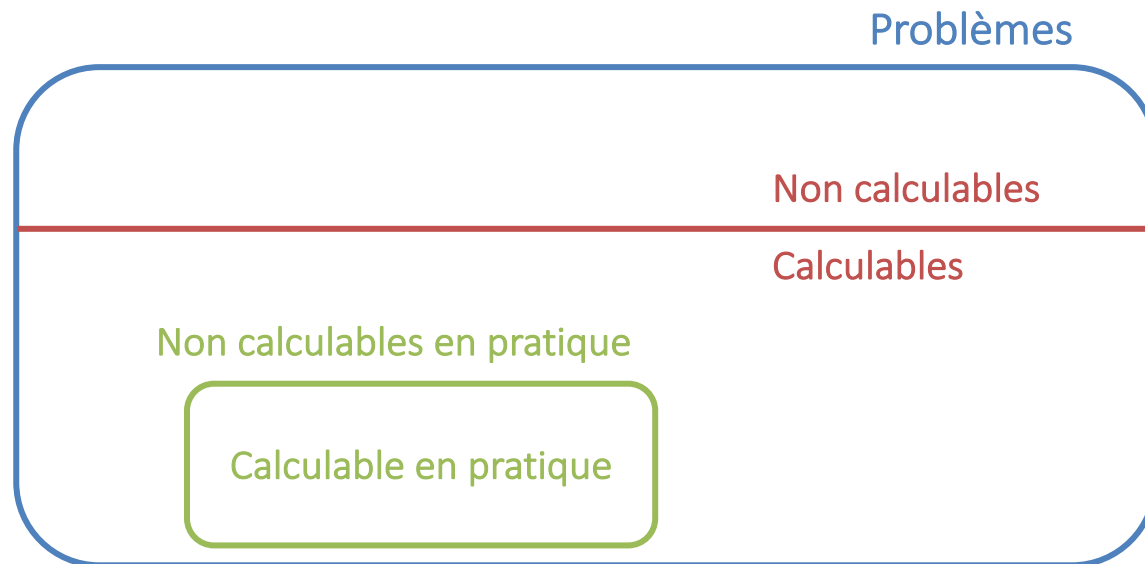 Problèmes
Non calculables
Calculables
Non calculables en pratique
Calculable en pratique